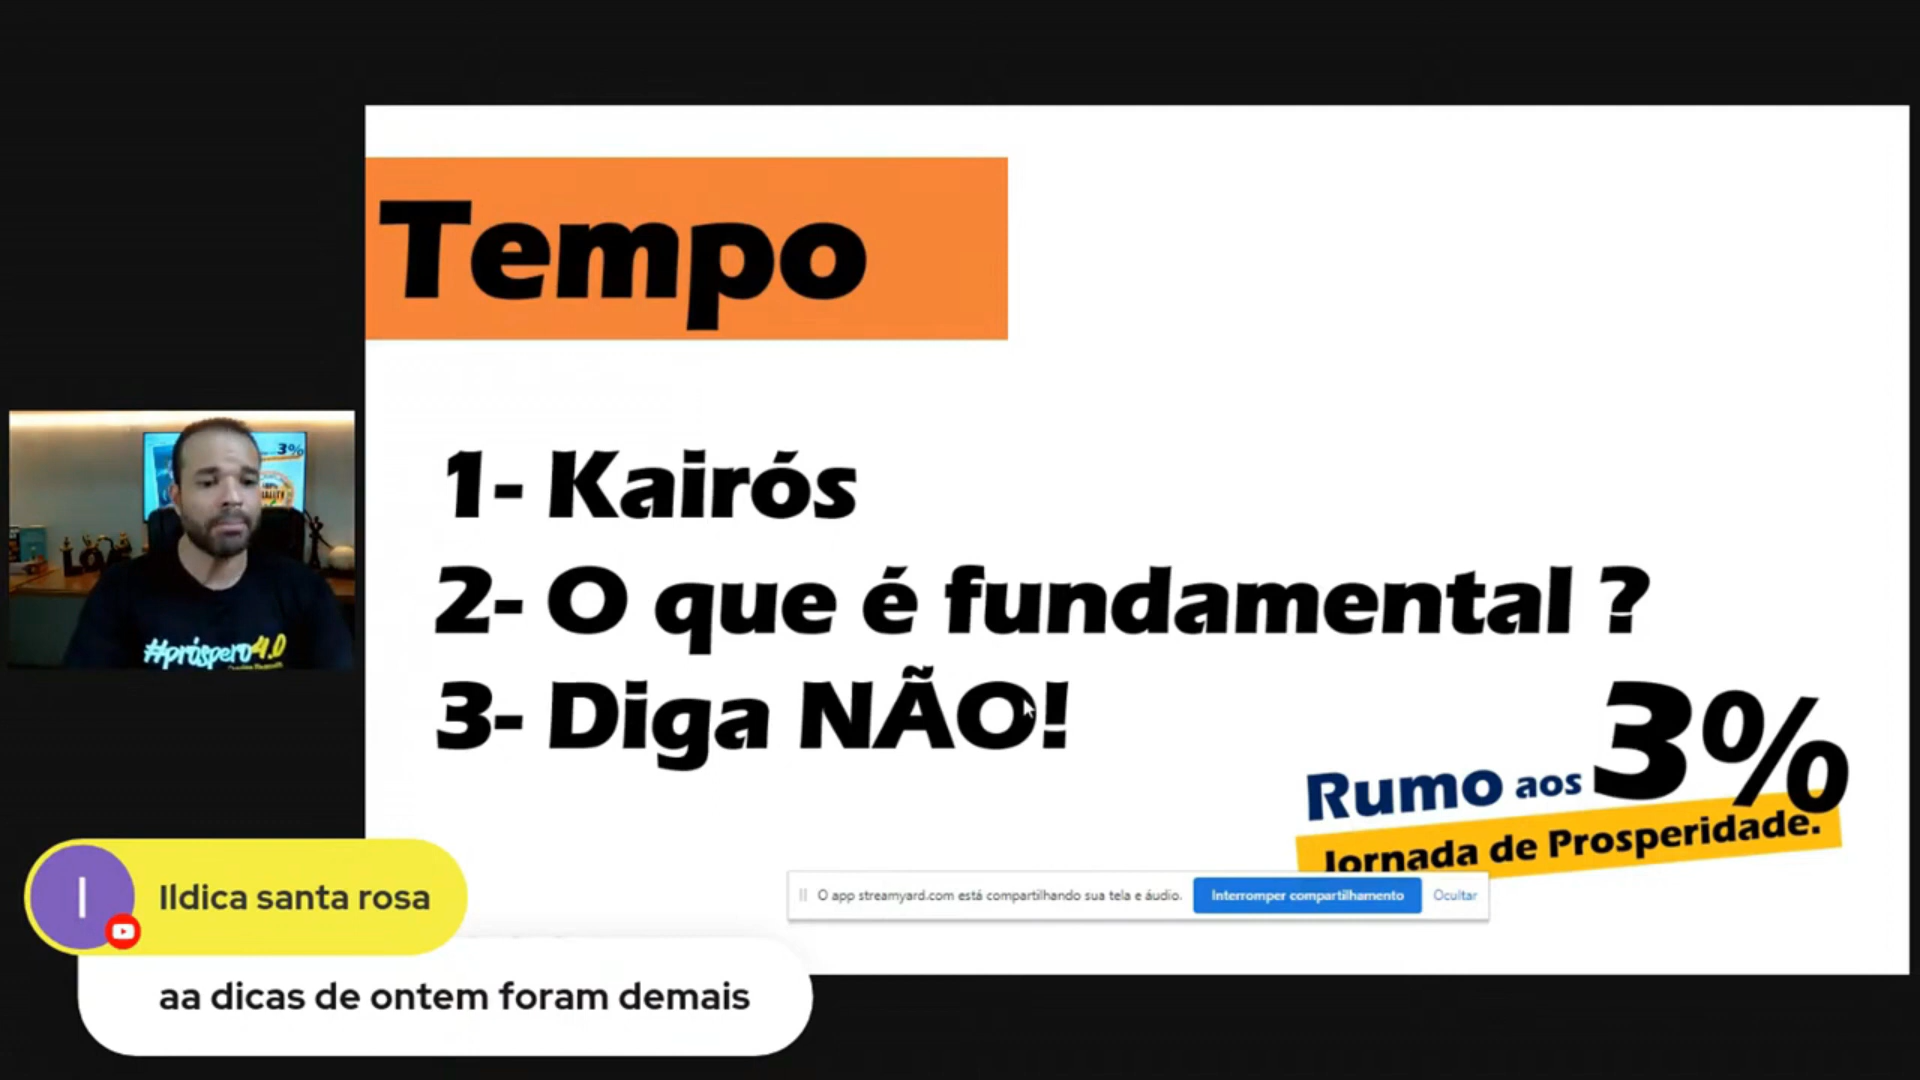 Tempo
1- Kairós
2- O que é fundamental ?
3- Diga NÃO!
Rumo aos 3%
Jornada de Prosperidade.
O app streamyard.com está compartilhando sua tela e áudio. Interromper compartilhamento Ocultar
3%
#próspero4.0
I
Ildica santa rosa
aa dicas de ontem foram demais